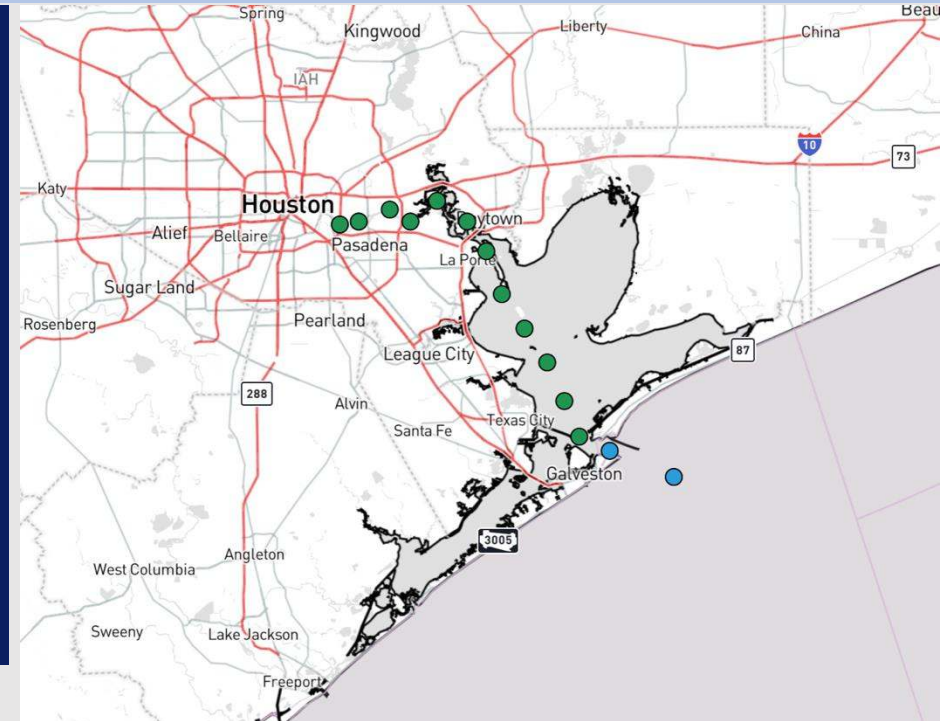 Spring
Kingwood
Liberty
China
Beau
IAH
10
73
Katy
Houston
Baytown
Alief
Bellaire
Pasadena
La Porte
Sugar Land
Rosenberg
Pearland
League City
87
288
Alvin
Texas City
Santa Fe
Galveston
3005
Angleton
West Columbia
Sweeny
Lake Jackson
Freeport